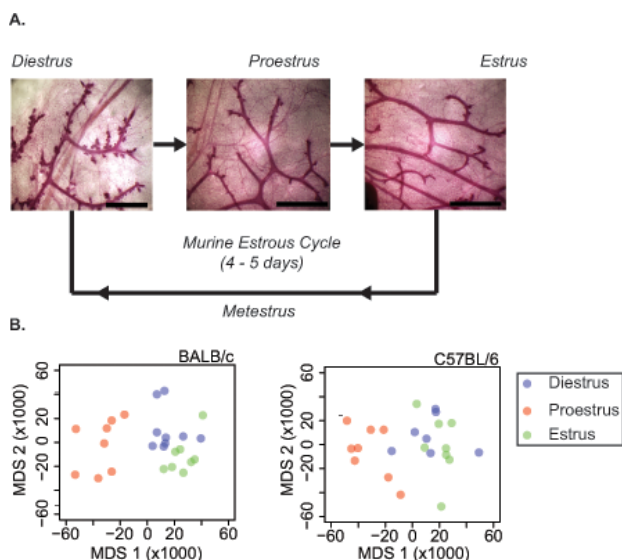 A.
Diestrus
Proestrus
Estrus
Murine Estrous Cycle
(4 - 5 days)
Metestrus
B.
BALB/c
C57BL/6
MDS 2 (x1000)
60
20
0
-20
-60
-60
-20
0
20
40
60
MDS 1 (x1000)
MDS 2 (x1000)
60
20
0
-20
-60
-60
-20
0
20
40
60
MDS 1 (x1000)
Diestrus
Proestrus
Estrus